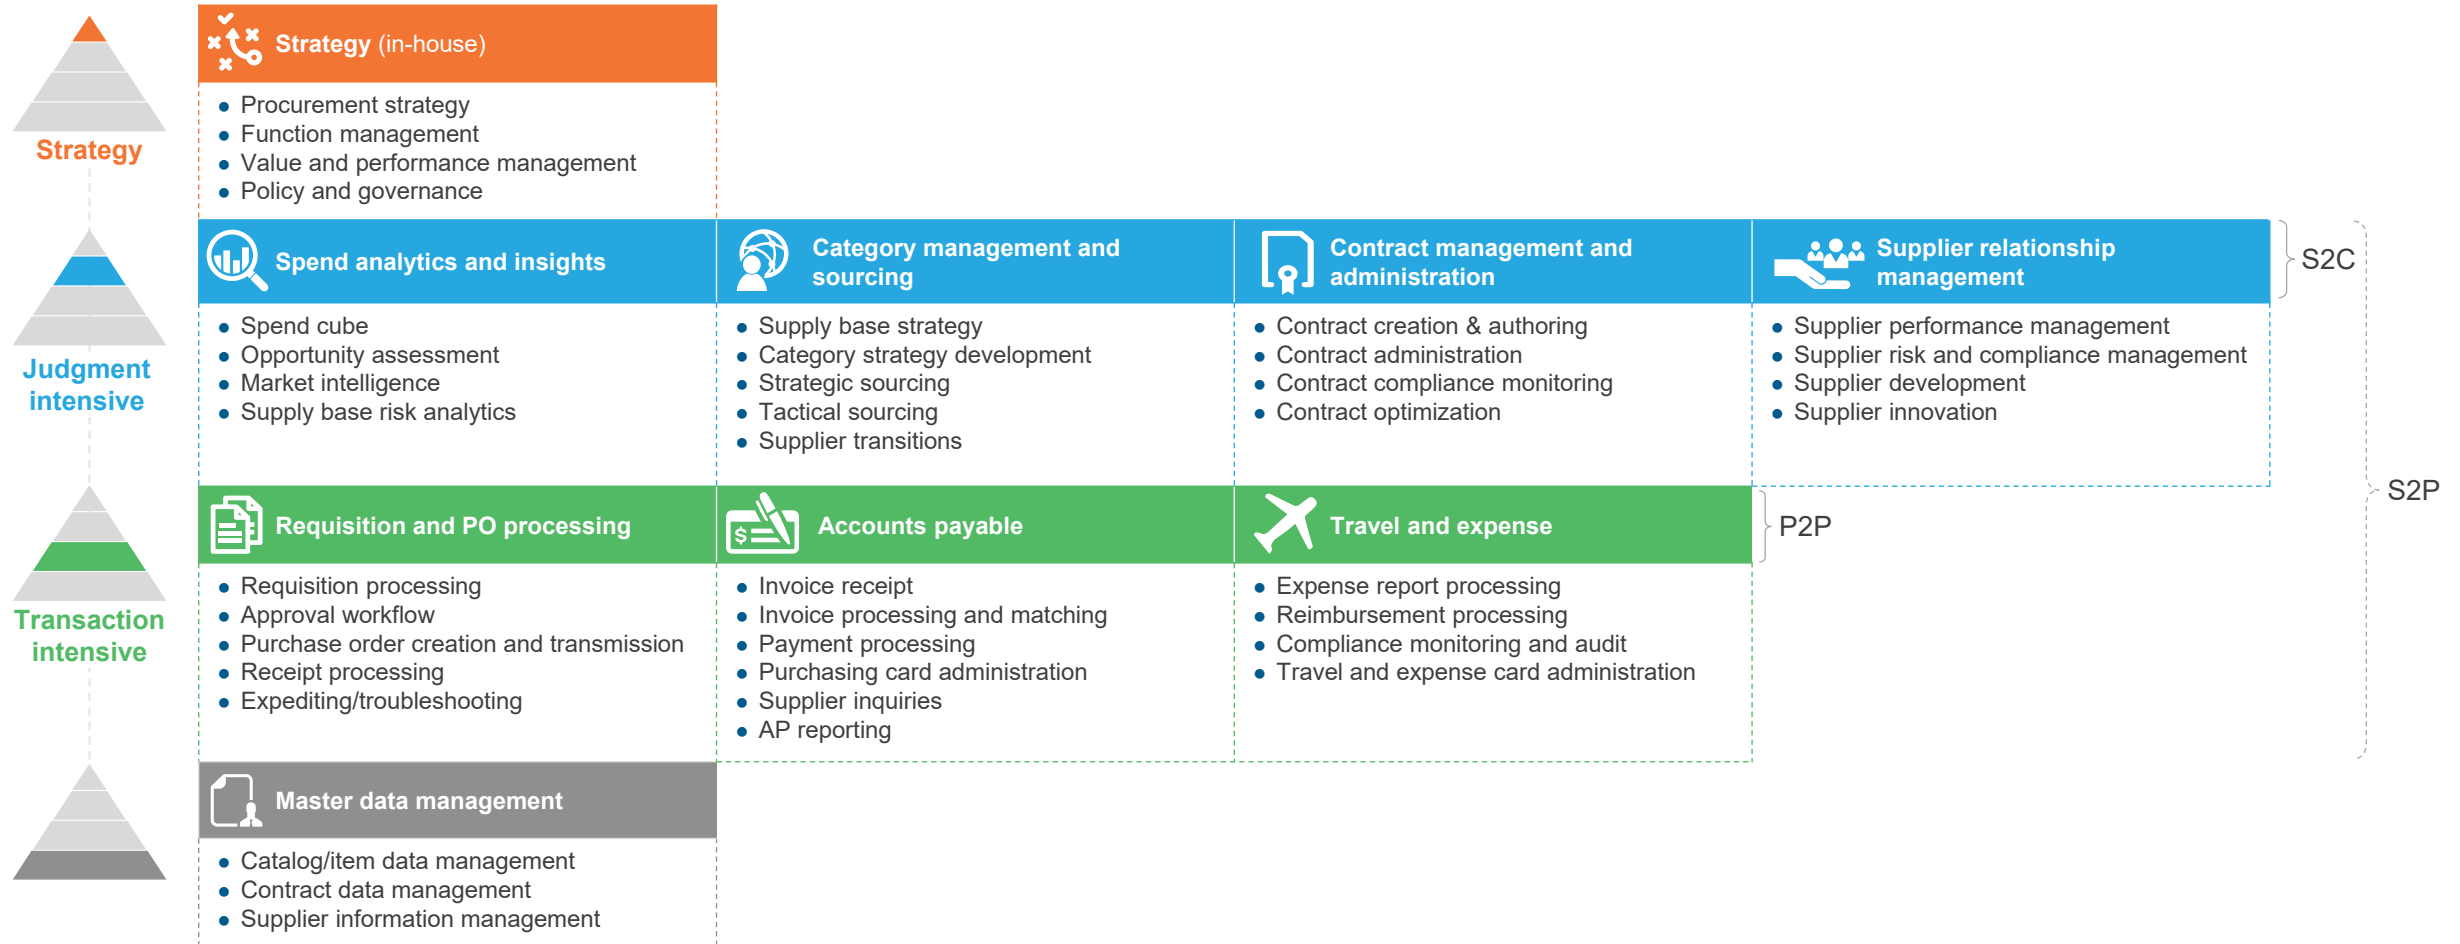 Strategy (in-house)
Procurement strategy
Function management
Value and performance management
Policy and governance
Strategy
Spend analytics and insights
Category management and
sourcing
Contract management and
administration
Supplier relationship
management
S2C
Spend cube
Opportunity assessment
Market intelligence
Supply base risk analytics
Supply base strategy
Category strategy development
Strategic sourcing
Tactical sourcing
Supplier transitions
Contract creation & authoring
Contract administration
Contract compliance monitoring
Contract optimization
Supplier performance management
Supplier risk and compliance management
Supplier development
Supplier innovation
Judgment
intensive
S2P
Requisition and PO processing
$
Accounts payable
Travel and expense
P2P
Requisition processing
Approval workflow
Purchase order creation and transmission
Receipt processing
Expediting/troubleshooting
Invoice receipt
Invoice processing and matching
Payment processing
Purchasing card administration
Supplier inquiries
AP reporting
Expense report processing
Reimbursement processing
Compliance monitoring and audit
Travel and expense card administration
Transaction
intensive
Master data management
Catalog/item data management
Contract data management
Supplier information management